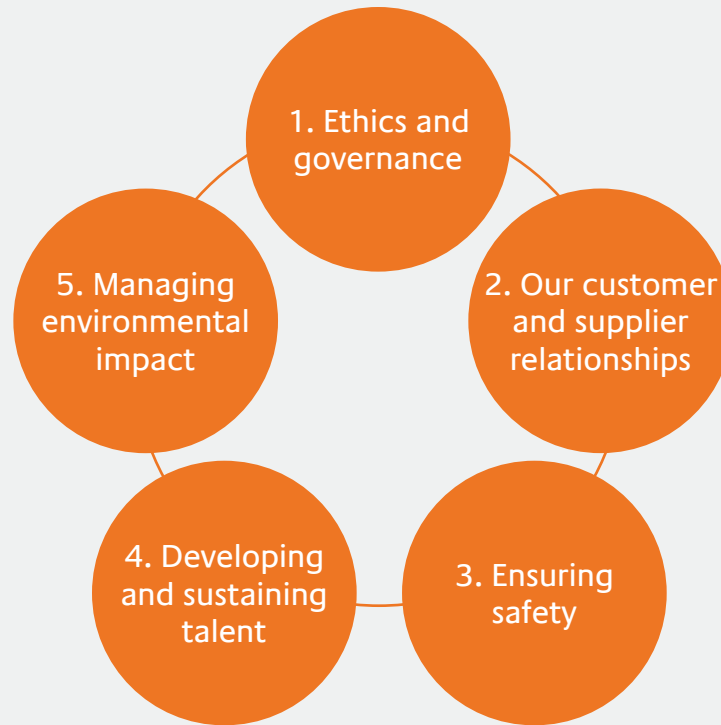 1. Ethics and
governance
2. Our customer
and supplier
relationships
3. Ensuring
safety
4. Developing
and sustaining
talent
5. Managing
environmental
impact